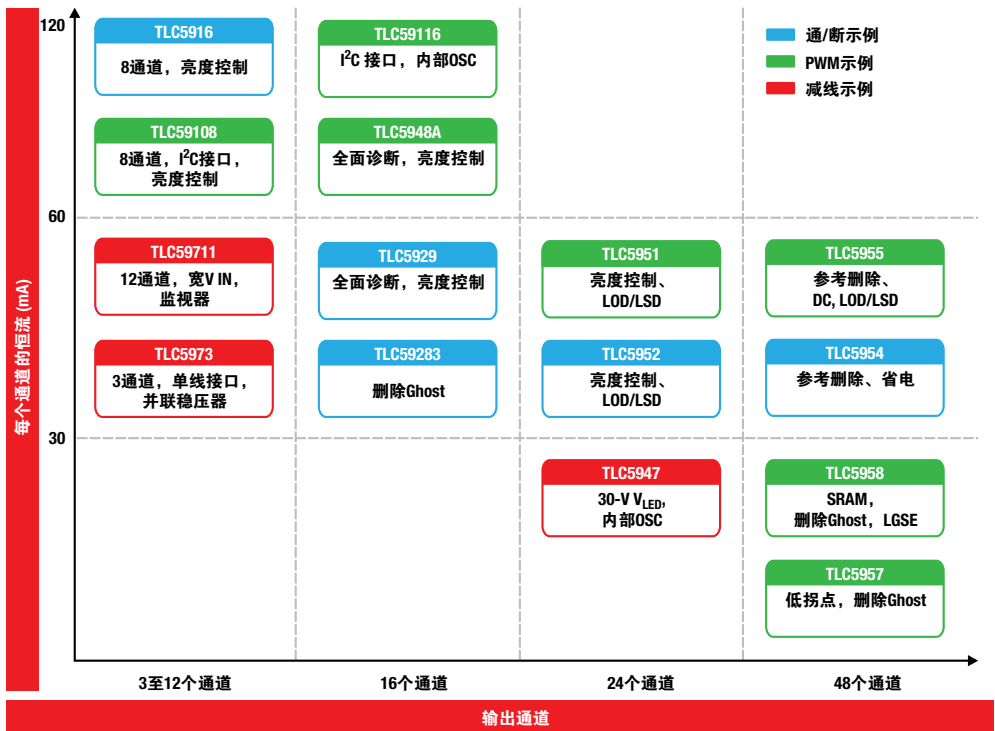 120
TLC5916
8通道，亮度控制
TLC59116
I²C 接口，内部OSC
通/断示例
PWM示例
减线示例
TLC59108
8通道，I²C接口，
亮度控制
TLC5948A
全面诊断，亮度控制
60
TLC59711
12通道，宽V IN，
监视器
TLC5929
全面诊断，亮度控制
TLC5951
亮度控制、
LOD/LSD
TLC5955
参考删除、
DC, LOD/LSD
TLC5973
3通道，单线接口，
并联稳压器
TLC59283
删除Ghost
TLC5952
亮度控制、
LOD/LSD
TLC5954
参考删除、省电
30
TLC5947
30-V VLED,
内部OSC
TLC5958
SRAM，
删除Ghost，LGSE
TLC5957
低拐点，删除Ghost
每个通道的恒流 (mA)
3至12个通道
16个通道
24个通道
48个通道
输出通道